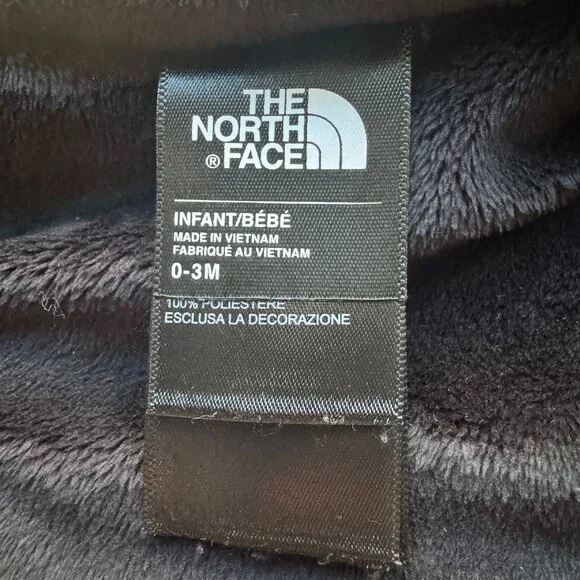 THE
NORTH
® FACE
INFANT/BÉBÉ
MADE IN VIETNAM
FABRIQUÉ AU VIETNAM
0-3M
100% POLIESTERE
ESCLUSA LA DECORAZIONE